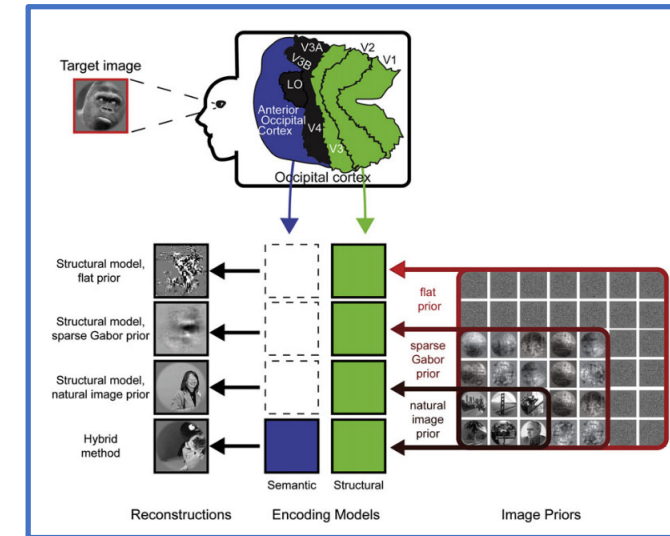 Target image
V3A
V2
V3B
V1
LO
Anterior
Occipital
Cortex
V4
V3
Occipital cortex
Structural model,
flat prior
Structural model,
sparse Gabor prior
Structural model,
natural image prior
Hybrid
method
flat
prior
sparse
Gabor
prior
natural
image
prior
Semantic
Structural
Reconstructions
Encoding Models
Image Priors